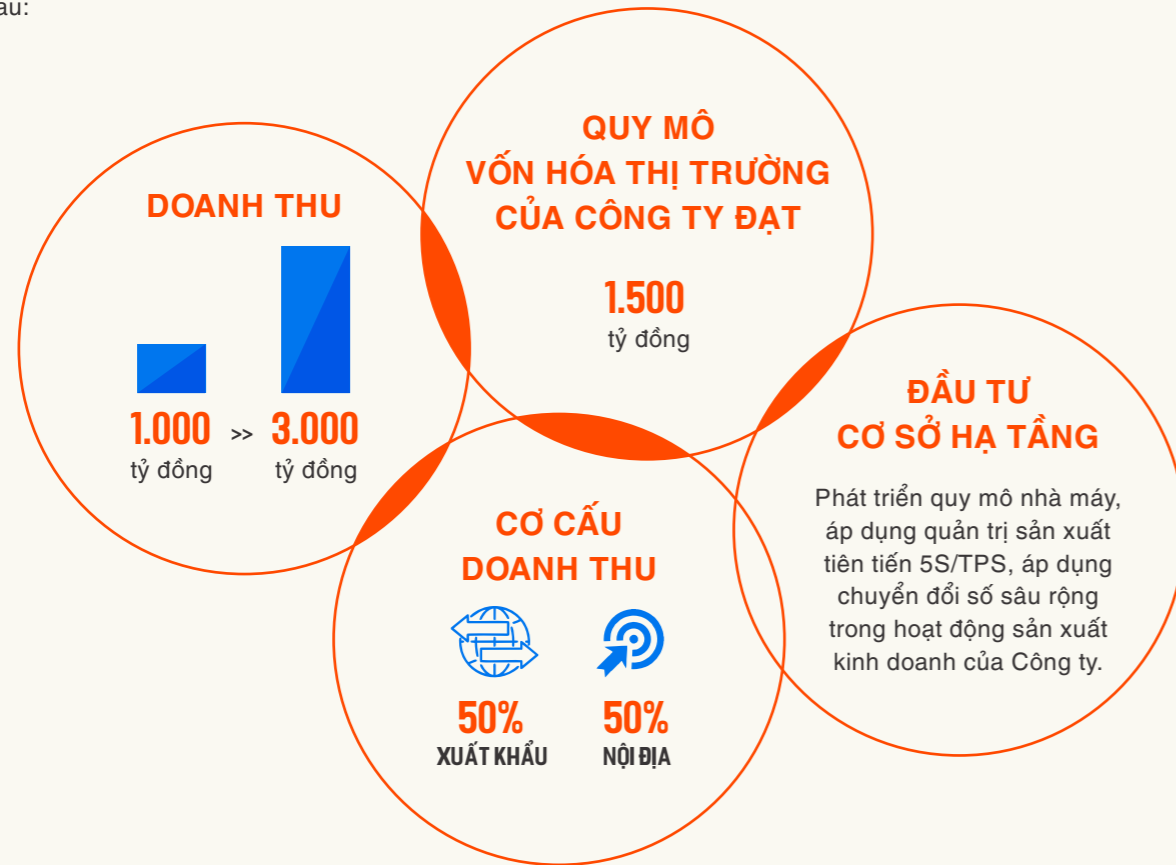 DOANH THU
1.000 >> 3.000
tỷ đồng tỷ đồng
QUY MÔ
VỐN HÓA THỊ TRƯỜNG
CỦA CÔNG TY ĐẠT
1.500
tỷ đồng
CƠ CẤU
DOANH THU
50% 50%
XUẤT KHẨU NỘI ĐỊA
ĐẦU TƯ
CƠ SỞ HẠ TẦNG
Phát triển quy mô nhà máy,
áp dụng quản trị sản xuất
tiên tiến 5S/TPS, áp dụng
chuyển đổi số sâu rộng
trong hoạt động sản xuất
kinh doanh của Công ty.